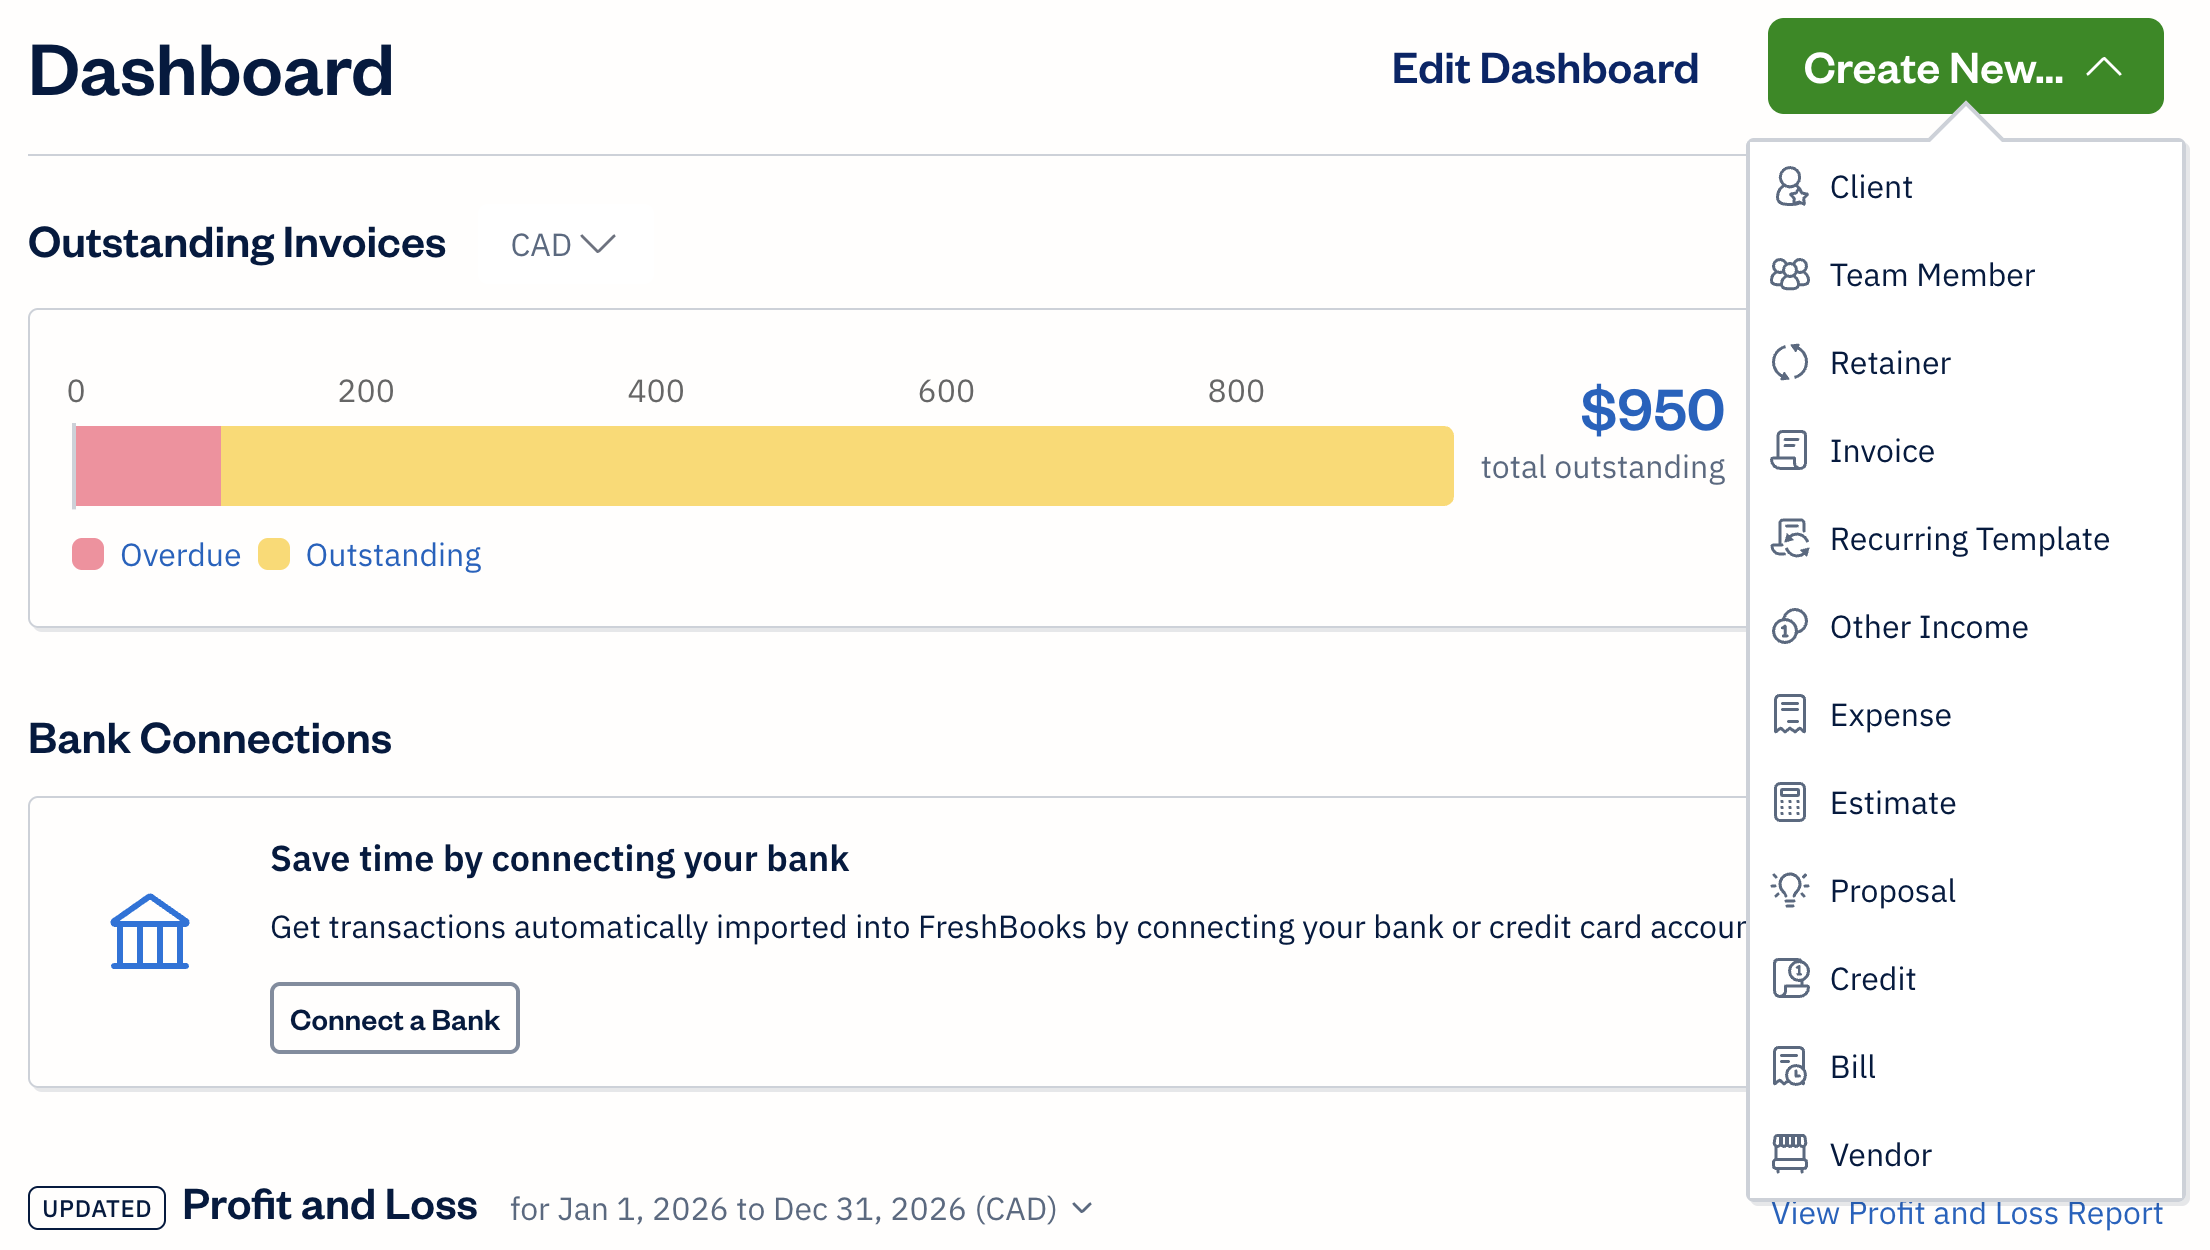 Dashboard
Edit Dashboard
Create New...
Outstanding Invoices
CAD
0 200 400 600 800
$950
total outstanding
Overdue
Outstanding
Bank Connections
Save time by connecting your bank
Get transactions automatically imported into FreshBooks by connecting your bank or credit card
Connect a Bank
UPDATED
Profit and Loss
for Jan 1, 2026 to Dec 31, 2026 (CAD)
View Profit and Loss Report
Client
Team Member
Retainer
Invoice
Recurring Template
Other Income
Expense
Estimate
Proposal
Credit
Bill
Vendor